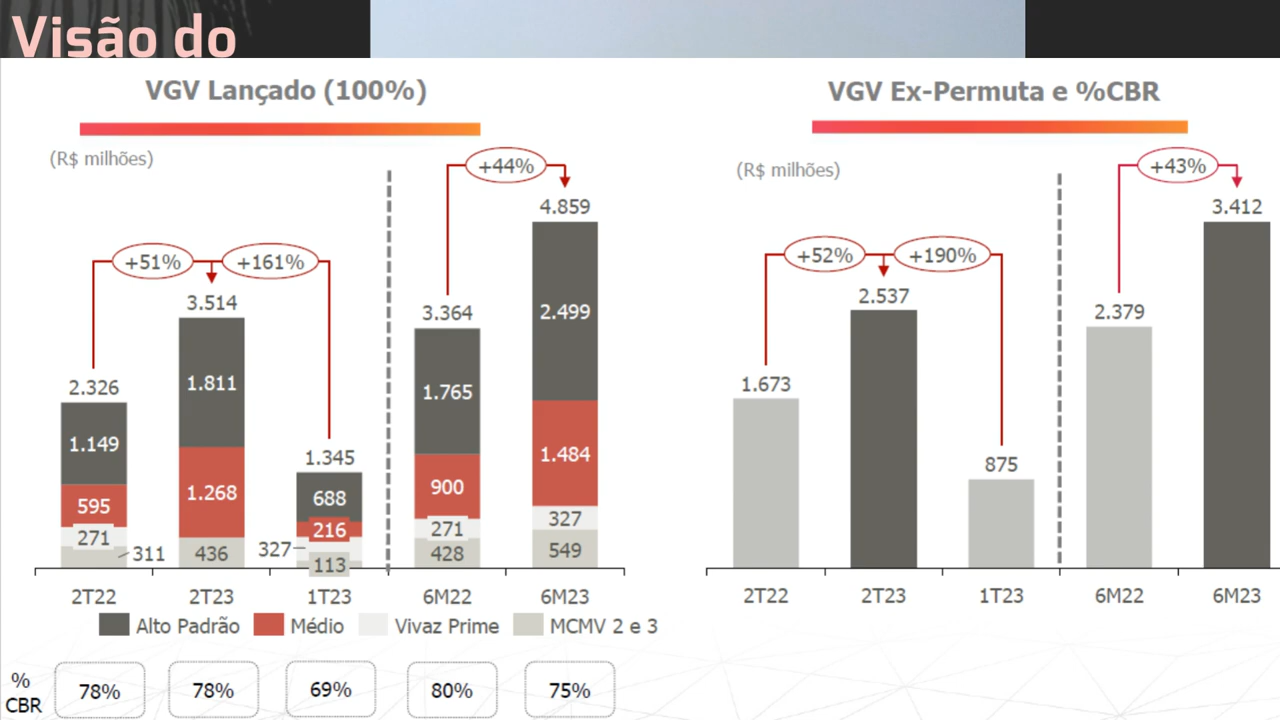 Visão do
VGV Lançado (100%)
(R$ milhões)
+44%
4.859
+51%
+161%
3.514
3.364
2.499
2.326
1.811
1.765
1.149
1.345
1.484
595
1.268
688
900
271
216
327
271
327
311
436
113
428
549
2T22
2T23
1T23
6M22
6M23
Alto Padrão
Médio
Vivaz Prime
MCMV 2 e 3
% CBR
78%
78%
69%
80%
75%
VGV Ex-Permuta e %CBR
(R$ milhões)
+43%
3.412
+52%
+190%
2.537
2.379
1.673
875
2T22
2T23
1T23
6M22
6M23